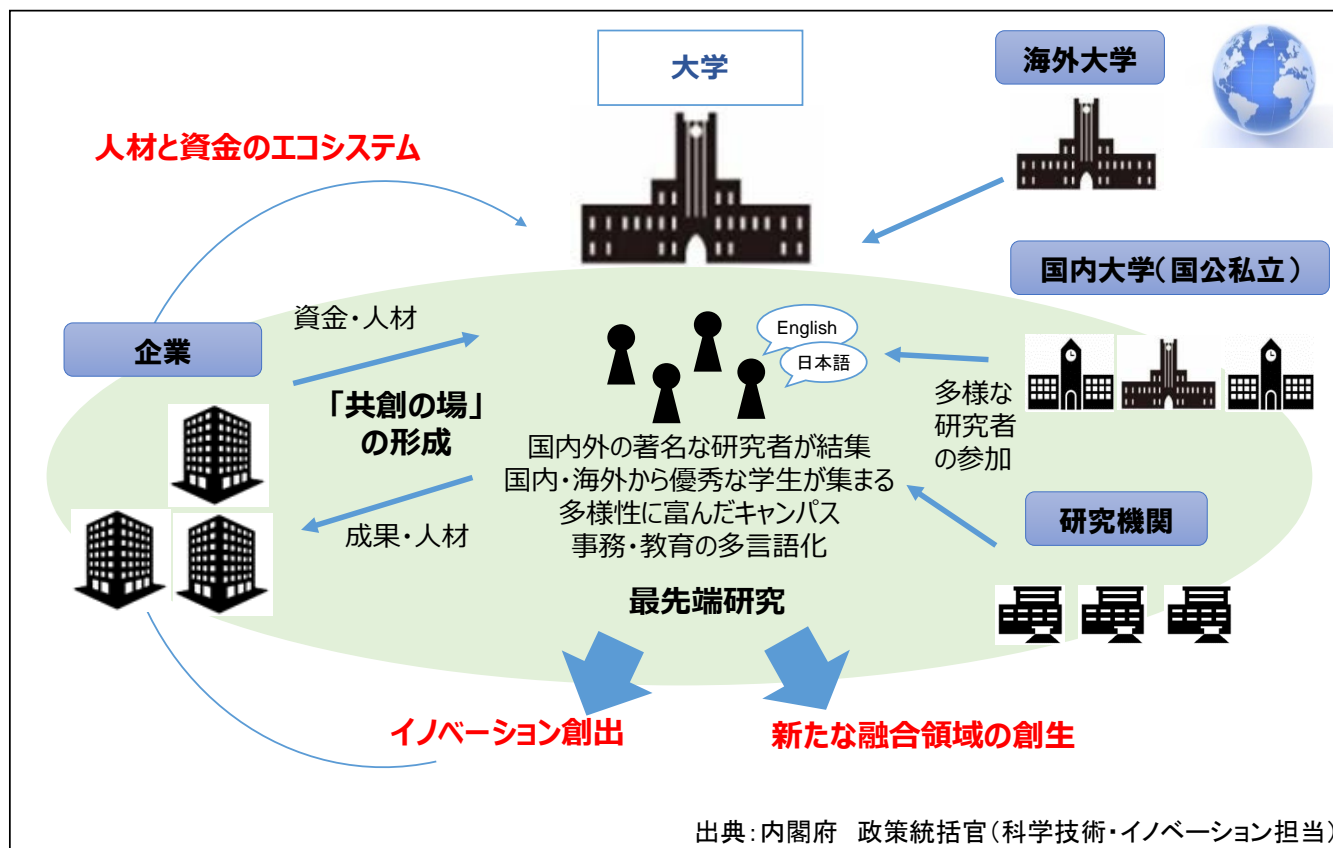 大学
海外大学
人材と資金のエコシステム
国内大学（国公私立）
企業
資金・人材
English
日本語
「共創の場」
の形成
多様な
研究者
の参加
国内外の著名な研究者が結集
国内・海外から優秀な学生が集まる
多様性に富んだキャンパス
事務・教育の多言語化
成果・人材
研究機関
最先端研究
イノベーション創出
新たな融合領域の創生
出典：内閣府　政策統括官（科学技術・イノベーション担当）